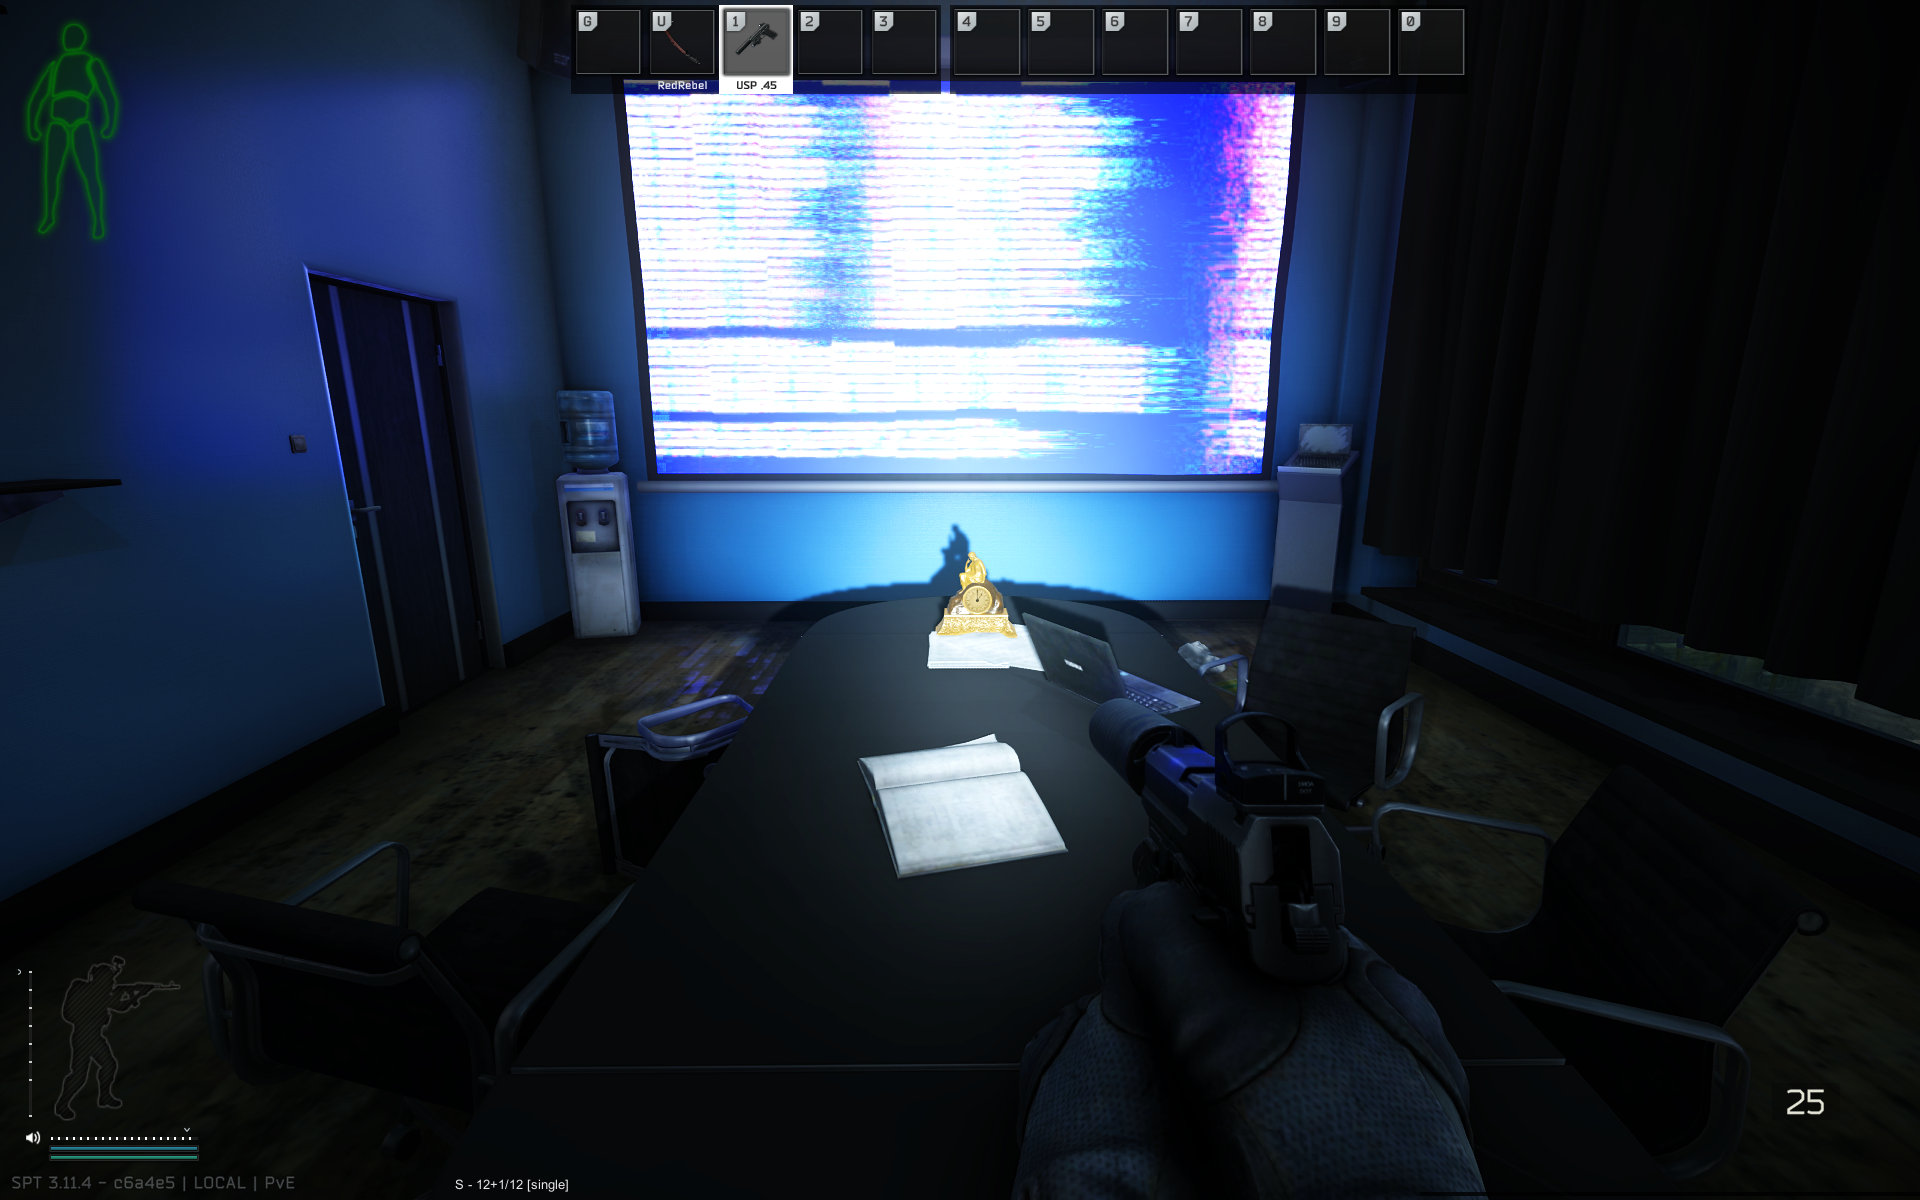 G
U
1
2
3
4
5
6
7
8
9
0
RedRebel
USP .45
25
SPT 3.11.4 - c6a4e5 | LOCAL | PvE
S - 12+1/12 [single]